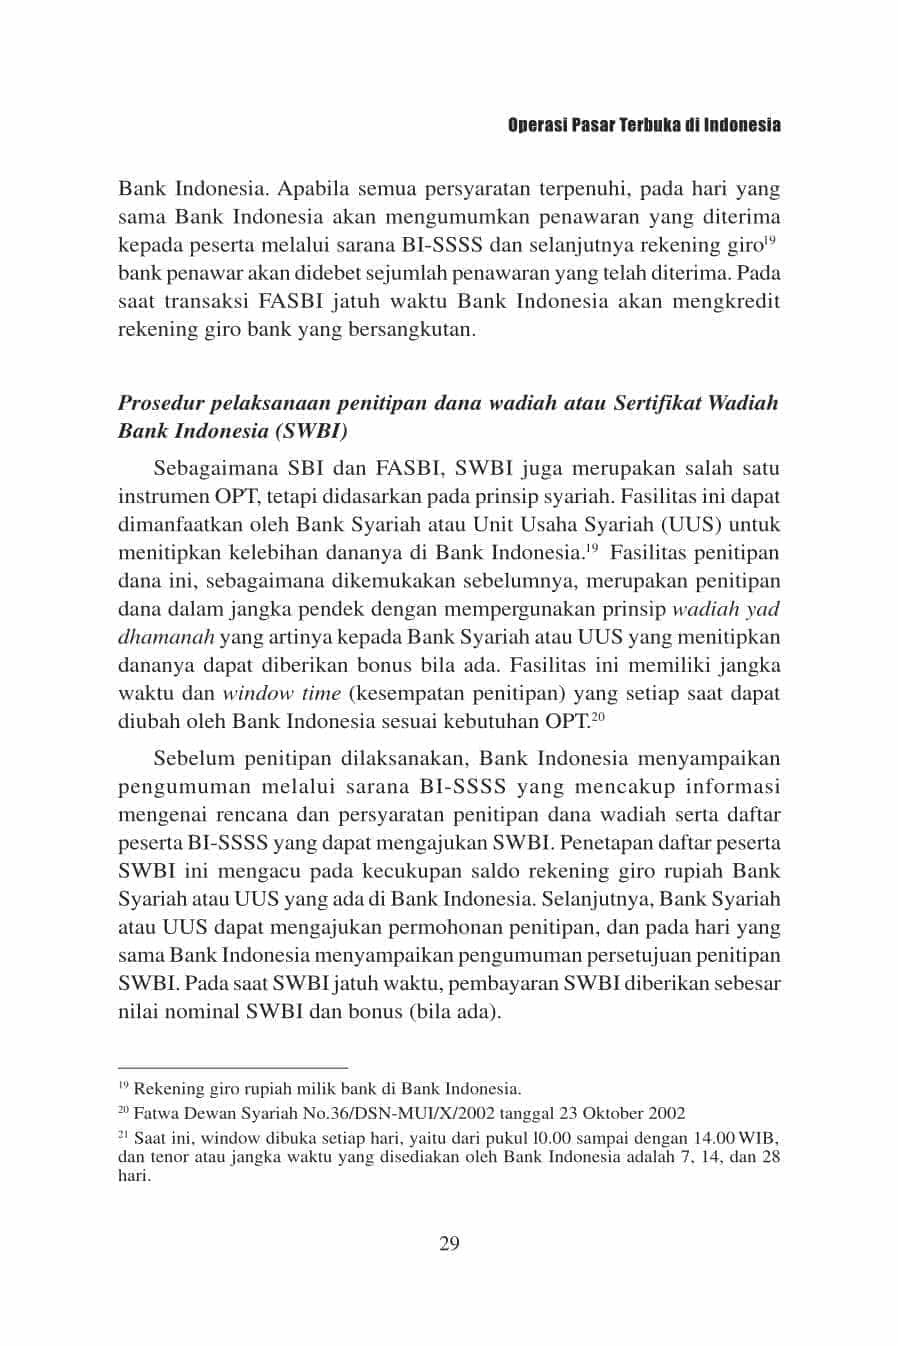 Operasi Pasar Terbuka di Indonesia
Bank Indonesia. Apabila semua persyaratan terpenuhi, pada hari yang
sama Bank Indonesia akan mengumumkan penawaran yang diterima
kepada peserta melalui sarana BI-SSSS dan selanjutnya rekening giro¹⁹
bank penawar akan didebet sejumlah penawaran yang telah diterima. Pada
saat transaksi FASBI jatuh waktu Bank Indonesia akan mengkredit
rekening giro bank yang bersangkutan.
Prosedur pelaksanaan penitipan dana wadiah atau Sertifikat Wadiah
Bank Indonesia (SWBI)
Sebagaimana SBI dan FASBI, SWBI juga merupakan salah satu
instrumen OPT, tetapi didasarkan pada prinsip syariah. Fasilitas ini dapat
dimanfaatkan oleh Bank Syariah atau Unit Usaha Syariah (UUS) untuk
menitipkan kelebihan dananya di Bank Indonesia.¹⁹ Fasilitas penitipan
dana ini, sebagaimana dikemukakan sebelumnya, merupakan penitipan
dana dalam jangka pendek dengan mempergunakan prinsip wadiah yad
dhamanah yang artinya kepada Bank Syariah atau UUS yang menitipkan
dananya dapat diberikan bonus bila ada. Fasilitas ini memiliki jangka
waktu dan window time (kesempatan penitipan) yang setiap saat dapat
diubah oleh Bank Indonesia sesuai kebutuhan OPT.²⁰
Sebelum penitipan dilaksanakan, Bank Indonesia menyampaikan
pengumuman melalui sarana BI-SSSS yang mencakup informasi
mengenai rencana dan persyaratan penitipan dana wadiah serta daftar
peserta BI-SSSS yang dapat mengajukan SWBI. Penetapan daftar peserta
SWBI ini mengacu pada kecukupan saldo rekening giro rupiah Bank
Syariah atau UUS yang ada di Bank Indonesia. Selanjutnya, Bank Syariah
atau UUS dapat mengajukan permohonan penitipan, dan pada hari yang
sama Bank Indonesia menyampaikan pengumuman persetujuan penitipan
SWBI. Pada saat SWBI jatuh waktu, pembayaran SWBI diberikan sebesar
nilai nominal SWBI dan bonus (bila ada).
¹⁹ Rekening giro rupiah milik bank di Bank Indonesia.
²⁰ Fatwa Dewan Syariah No.36/DSN-MUI/X/2002 tanggal 23 Oktober 2002
²¹ Saat ini, window dibuka setiap hari, yaitu dari pukul l0.00 sampai dengan 14.00 WIB,
dan tenor atau jangka waktu yang disediakan oleh Bank Indonesia adalah 7, 14, dan 28
hari.
29